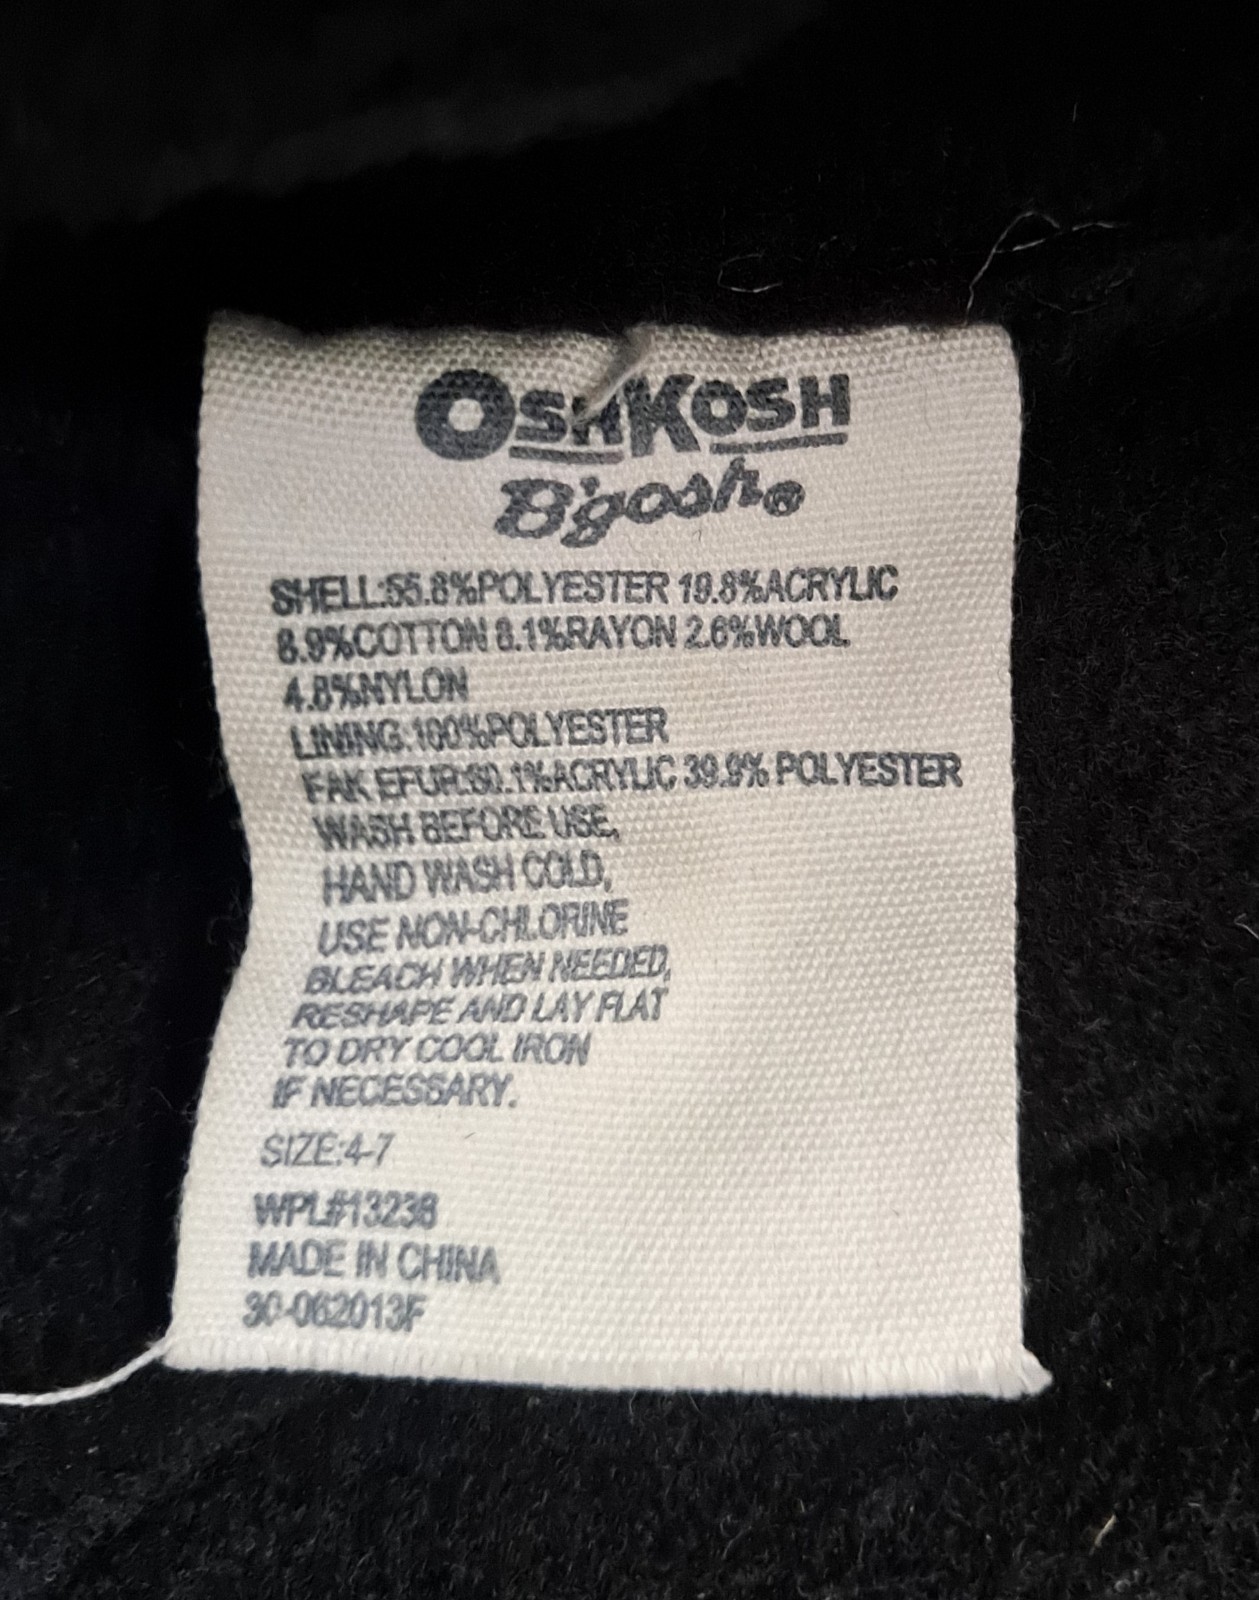 OSHKOSH
B'gosh®
SHELL:55.8%POLYESTER 19.8%ACRYLIC
8.9%COTTON 8.1%RAYON 2.6%WOOL
4.8%NYLON
LINING:100%POLYESTER
FAK EFUR:60.1%ACRYLIC 39.9% POLYESTER
WASH BEFORE USE,
HAND WASH COLD,
USE NON-CHLORINE
BLEACH WHEN NEEDED,
RESHAPE AND LAY FLAT
TO DRY COOL IRON
IF NECESSARY.
SIZE:4-7
WPL#13238
MADE IN CHINA
30-062013F